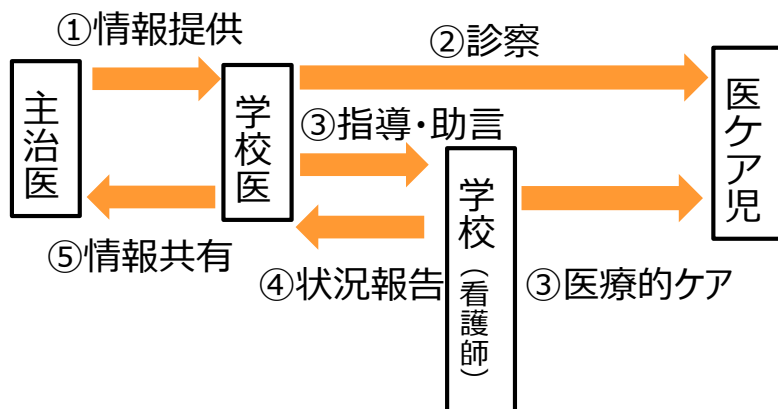 ①情報提供
②診察
主治医
学校医
医ケア児
③指導・助言
学校（看護師）
⑤情報共有
④状況報告
③医療的ケア